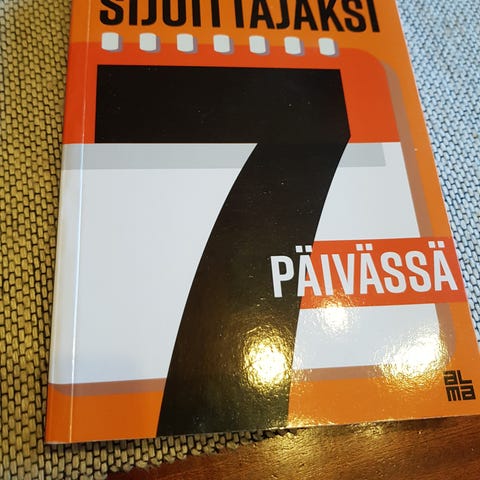 SIJOITTAJAKSI
7
PÄIVÄSSÄ
ALMA